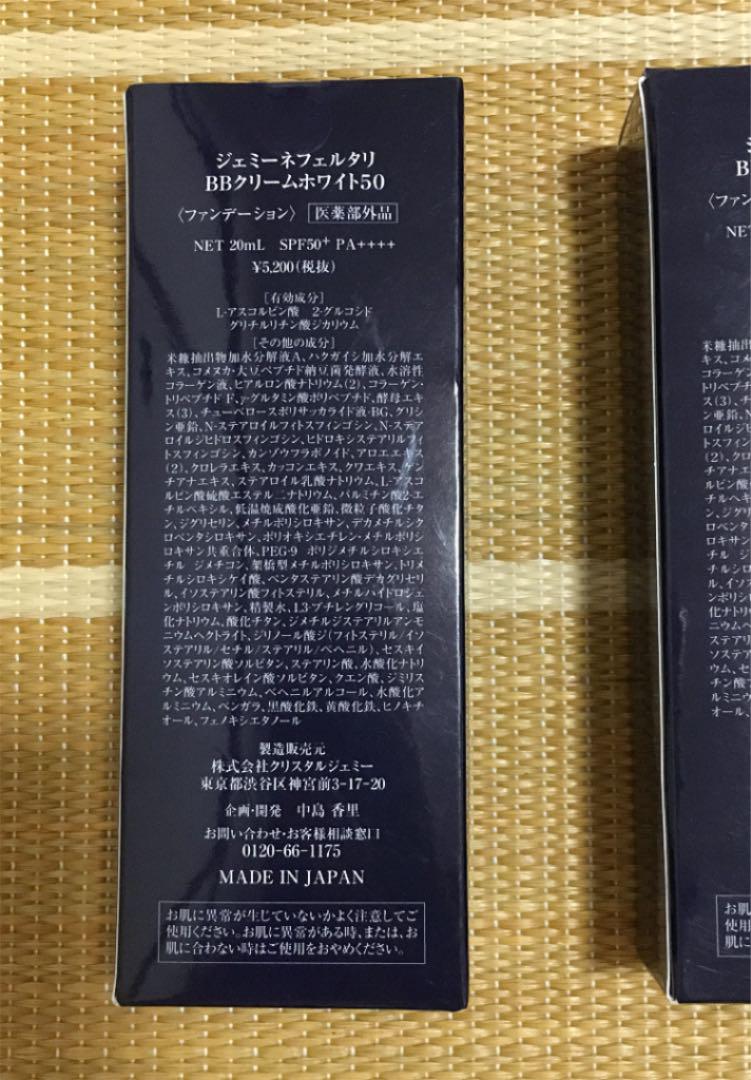 ジェミーネフェルタリ
BBクリームホワイト50
〈ファンデーション〉 医薬部外品
NET 20mL SPF50+ PA++++
¥5,200(税抜)
[有効成分]
L-アスコルビン酸 2-グルコシド
グリチルリチン酸ジカリウム
[その他の成分]
米糠抽出物加水分解液A、ハクガイシ加水分解エ
キス、コメヌカ・大豆ペプチド納豆菌発酵液、水溶性
コラーゲン液、ヒアルロン酸ナトリウム(2)、コラーゲン・
トリペプチド F、γ-グルタミン酸ポリペプチド、酵母エキ
ス(3)、チューベロースポリサッカライド液・BG、グリシ
ン亜鉛、N-ステアロイルフィトスフィンゴシン、N-ステア
ロイルジヒドロスフィンゴシン、ヒドロキシステアリルフィ
トスフィンゴシン、カンゾウフラボノイド、アロエエキス
(2)、クロレラエキス、カッコンエキス、クワエキス、ゲン
チアナエキス、ステアロイル乳酸ナトリウム、L-アスコ
ルビン酸硫酸エステル二ナトリウム、パルミチン酸2-エ
チルヘキシル、低温焼成酸化亜鉛、微粒子酸化チタ
ン、ジグリセリン、メチルポリシロキサン、デカメチルシク
ロペンタシロキサン、ポリオキシエチレン・メチルポリシ
ロキサン共重合体、PEG-9 ポリジメチルシロキシエ
チル ジメチコン、架橋型メチルポリシロキサン、トリメ
チルシロキシケイ酸、ペンタステアリン酸デカグリセリ
ル、イソステアリン酸フィトステリル、メチルハイドロジェ
ンポリシロキサン、精製水、1,3-ブチレングリコール、塩
化ナトリウム、酸化チタン、ジメチルジステアリルアンモ
ニウムヘクトライト、ジリノール酸ジ(フィトステリル/イソ
ステアリル/セチル/ステアリル/ベヘニル)、セスキイ
ソステアリン酸ソルビタン、ステアリン酸、水酸化ナトリ
ウム、セスキオレイン酸ソルビタン、クエン酸、ジミリス
チン酸アルミニウム、ベヘニルアルコール、水酸化ア
ルミニウム、ベンガラ、黒酸化鉄、黄酸化鉄、ヒノキチ
オール、フェノキシエタノール
製造販売元
株式会社クリスタルジェミー
東京都渋谷区神宮前3-17-20
企画・開発 中島 香里
お問い合わせ・お客様相談窓口
0120-66-1175
MADE IN JAPAN
お肌に異常が生じていないかよく注意してご
使用ください。お肌に異常がある時、または、お
肌に合わない時はご使用をおやめください。